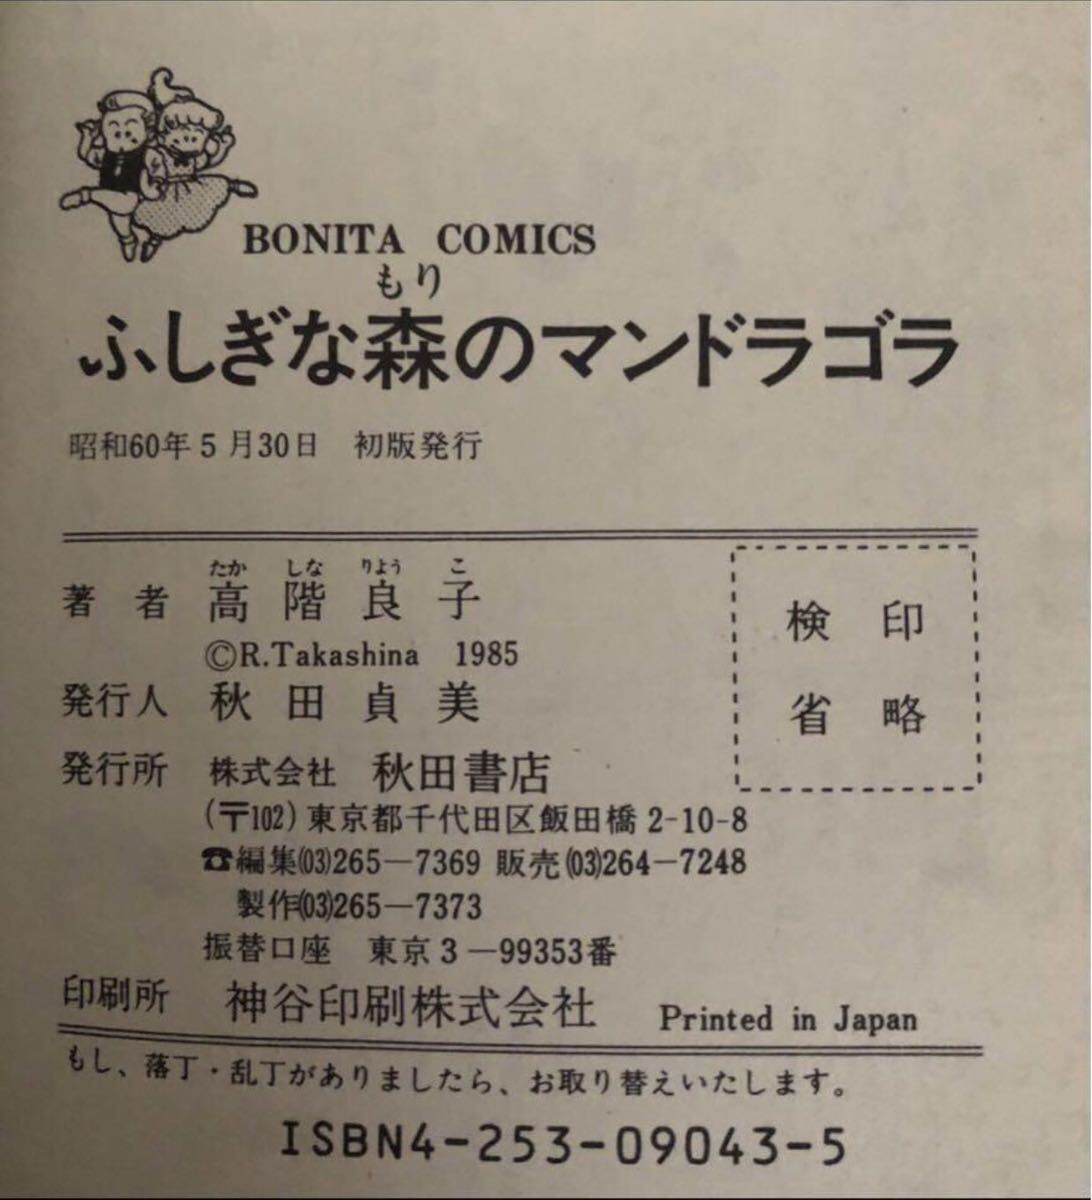 BONITA COMICS
もり
ふしぎな森のマンドラゴラ
昭和60年5月30日 初版発行
たか しな りよう こ
著者 高階良子
©R.Takashina 1985
発行人 秋田貞美
発行所 株式会社 秋田書店
(〒102) 東京都千代田区飯田橋2-10-8
☎編集(03)265—7369 販売(03)264—7248
製作(03)265—7373
振替口座 東京3—99353番
印刷所 神谷印刷株式会社 Printed in Japan
検印
省略
もし、落丁・乱丁がありましたら、お取り替えいたします。
ISBN4-253-09043-5